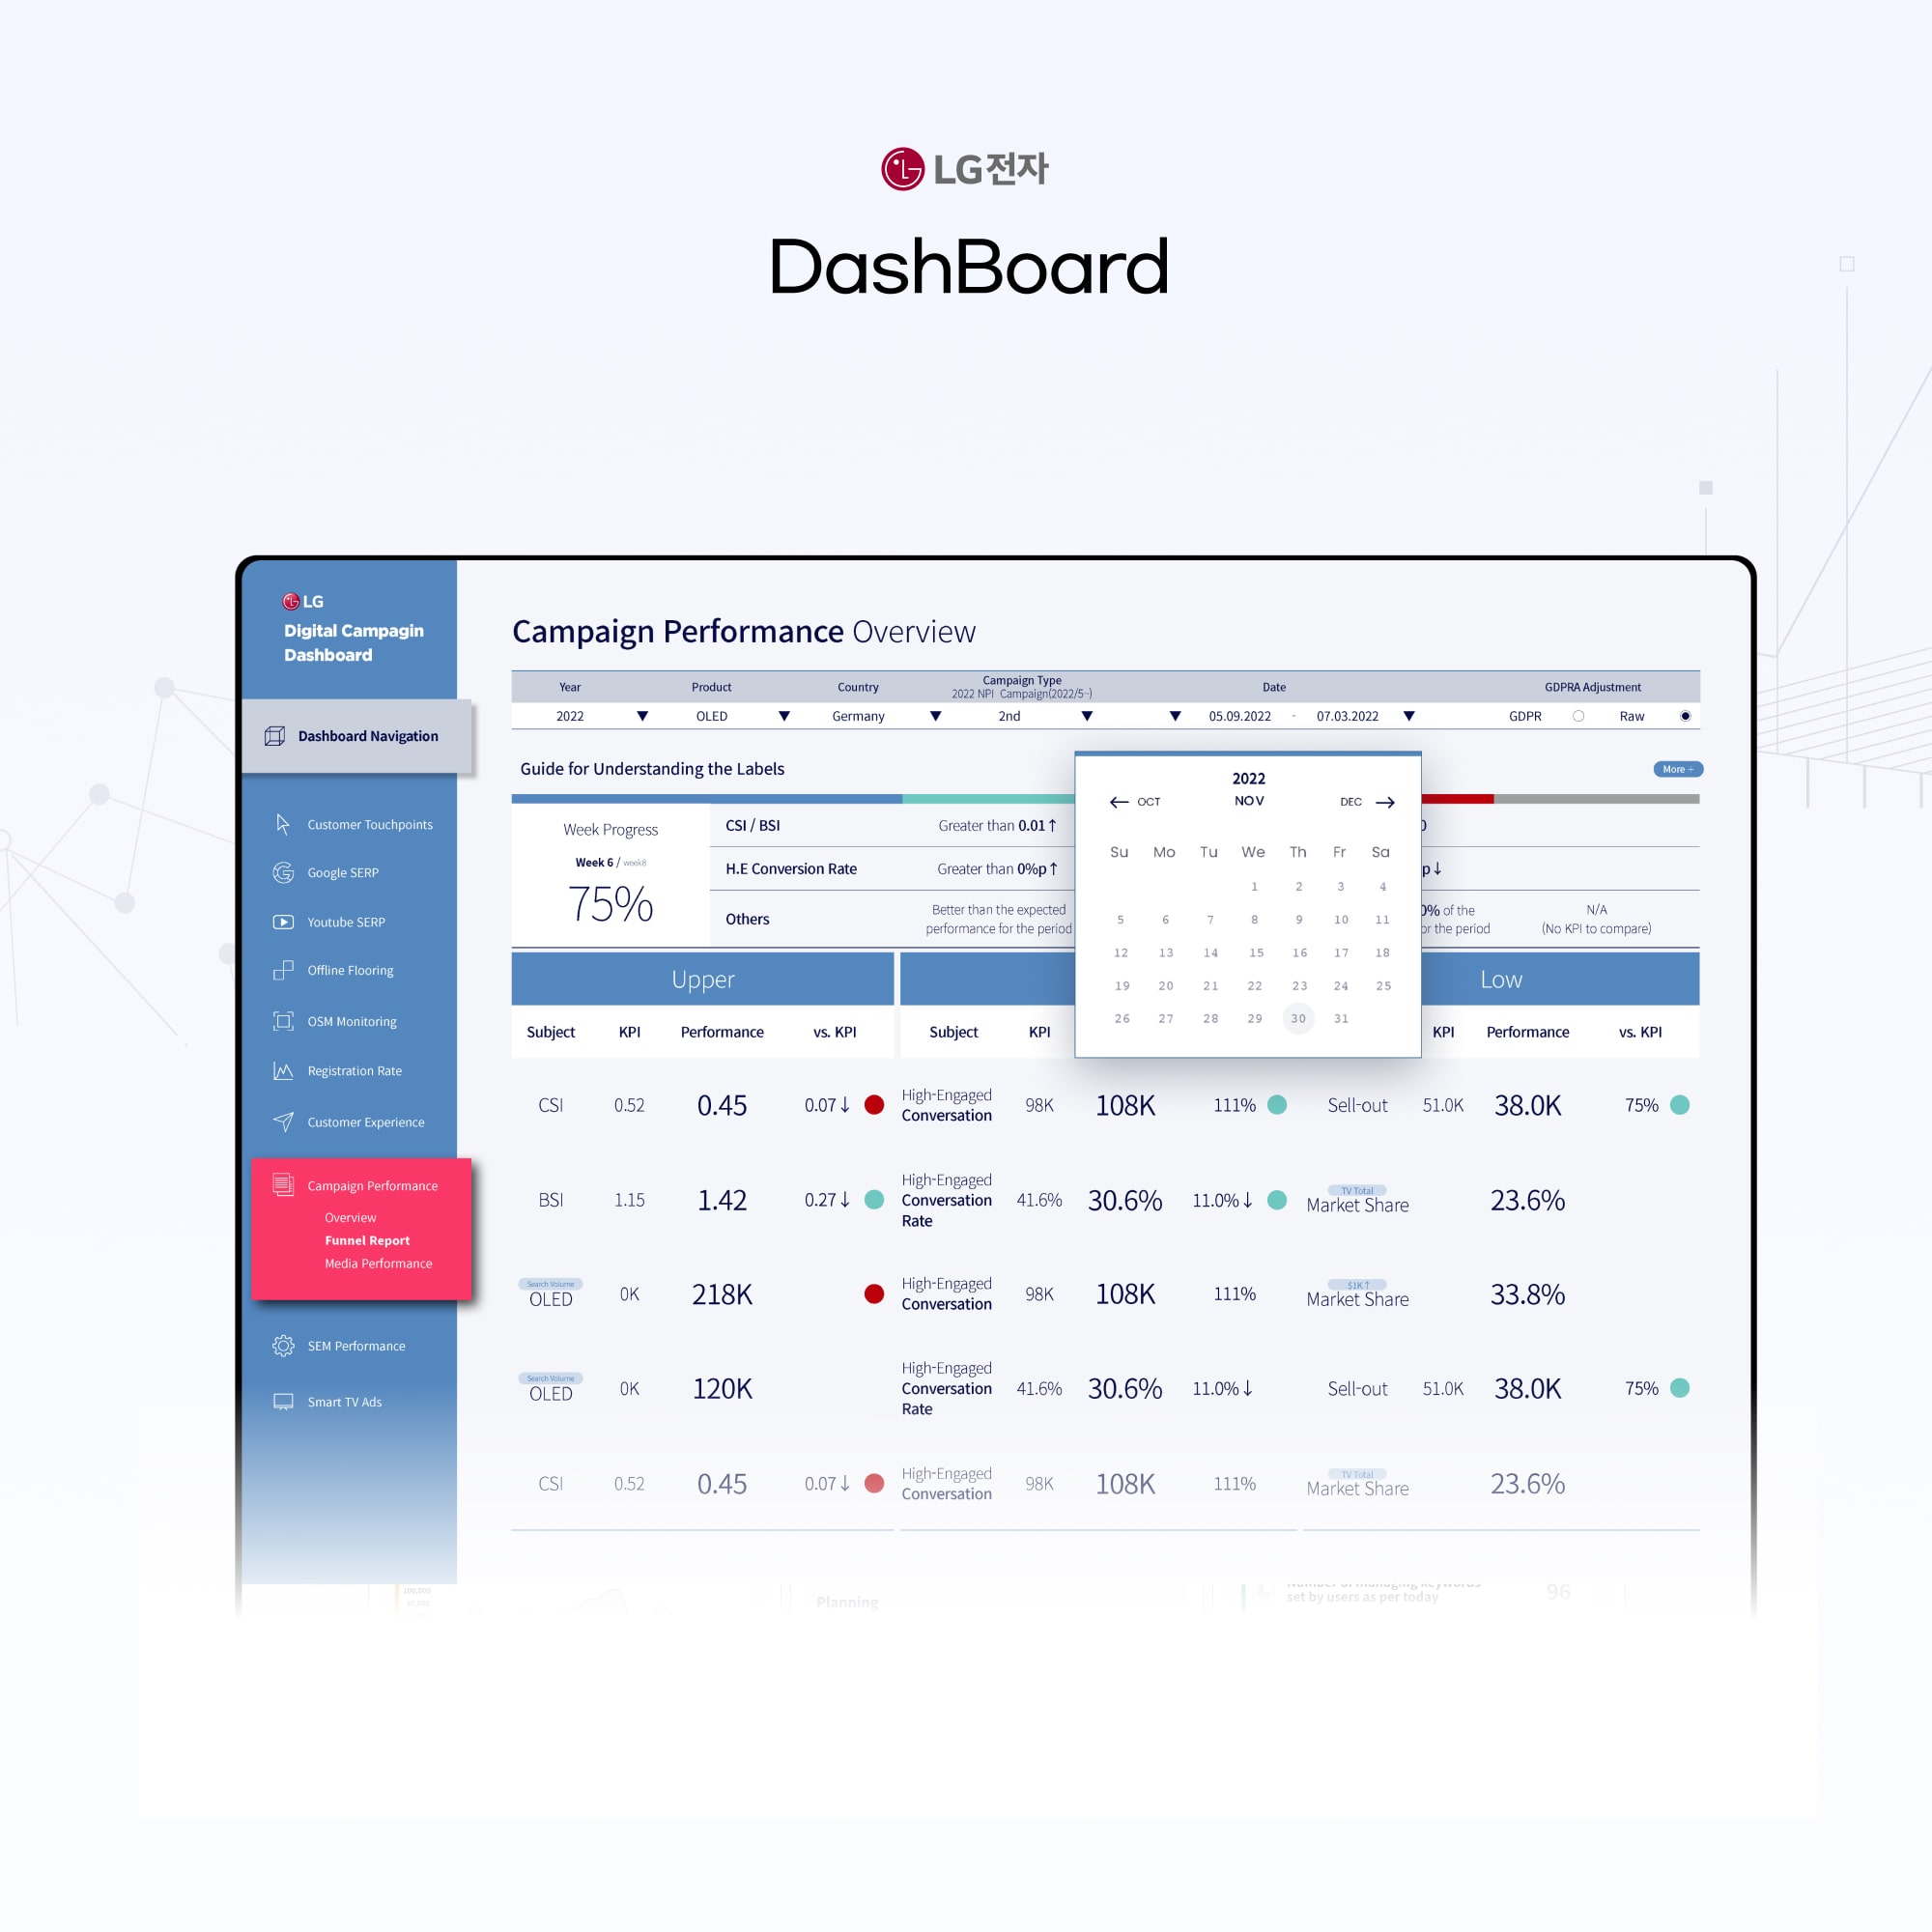 LG전자
DashBoard
LG
Digital Campagin
Dashboard
Dashboard Navigation
Customer Touchpoints
Google SERP
Youtube SERP
Offline Flooring
OSM Monitoring
Registration Rate
Customer Experience
Campaign Performance
Overview
Funnel Report
Media Performance
SEM Performance
Smart TV Ads
Campaign Performance Overview
Year Product Country Campaign Type Date GDPRA Adjustment
2022 NPI Campaign(2022/5~)
2022 ▼ OLED ▼ Germany ▼ 2nd ▼ ▼ 05.09.2022 - 07.03.2022 ▼ GDPR Raw
Guide for Understanding the Labels
More +
Week Progress
Week 6 / week8
75%
CSI / BSI Greater than 0.01↑
H.E Conversion Rate Greater than 0%p↑ p↓
Others
Better than the expected
performance for the period
0% of the
or the period
N/A
(No KPI to compare)
2022
← OCT NOV DEC →
Su Mo Tu We Th Fr Sa
1 2 3 4
5 6 7 8 9 10 11
12 13 14 15 16 17 18
19 20 21 22 23 24 25
26 27 28 29 30 31
Upper
Low
Subject KPI Performance vs. KPI
Subject KPI
KPI Performance vs. KPI
CSI 0.52 0.45 0.07↓
High-Engaged
Conversation
98K 108K 111%
Sell-out 51.0K 38.0K 75%
BSI 1.15 1.42 0.27↓
High-Engaged
Conversation
Rate
41.6% 30.6% 11.0%↓
TV Total
Market Share 23.6%
Search Volume
OLED 0K 218K
High-Engaged
Conversation
98K 108K 111%
$1K↑
Market Share 33.8%
Search Volume
OLED 0K 120K
High-Engaged
Conversation
Rate
41.6% 30.6% 11.0%↓
Sell-out 51.0K 38.0K 75%
CSI 0.52 0.45 0.07↓
High-Engaged
Conversation
98K 108K 111%
TV Total
Market Share 23.6%
100,000
Planning
set by users as per today
96